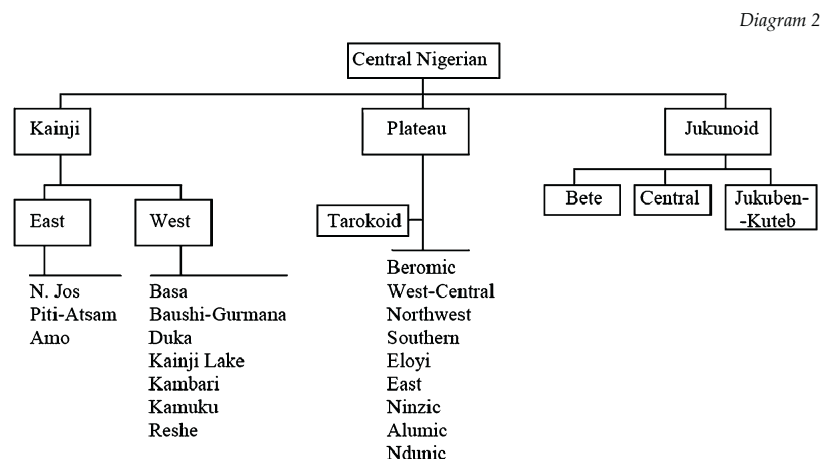 Diagram 2
Central Nigerian
Kainji
Plateau
Jukunoid
East
West
Tarokoid
Bete
Central
Jukuben-
-Kuteb
N. Jos
Piti-Atsam
Amo
Basa
Baushi-Gurmana
Duka
Kainji Lake
Kambari
Kamuku
Reshe
Beromic
West-Central
Northwest
Southern
Eloyi
East
Ninzic
Alumic
Ndunic